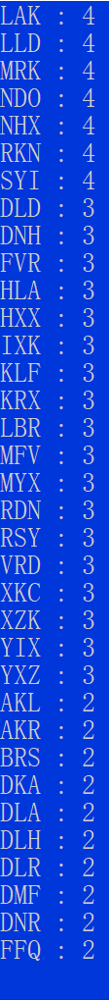 LAK : 4
LLD : 4
MRK : 4
NDO : 4
NHX : 4
RKN : 4
SYI : 4
DLD : 3
DNH : 3
FVR : 3
HLA : 3
HXX : 3
IXK : 3
KLF : 3
KRX : 3
LBR : 3
MFV : 3
MYX : 3
RDN : 3
RSY : 3
VRD : 3
XKC : 3
XZK : 3
YIX : 3
YXZ : 3
AKL : 2
AKR : 2
BRS : 2
DKA : 2
DLA : 2
DLH : 2
DLR : 2
DMF : 2
DNR : 2
FFQ : 2